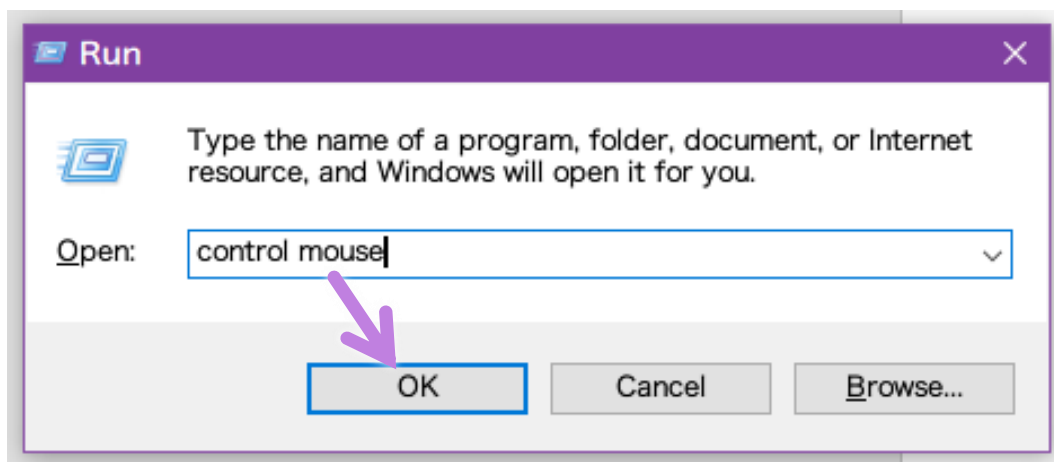 Run
Type the name of a program, folder, document, or Internet
resource, and Windows will open it for you.
Open: control mouse
OK Cancel Browse...